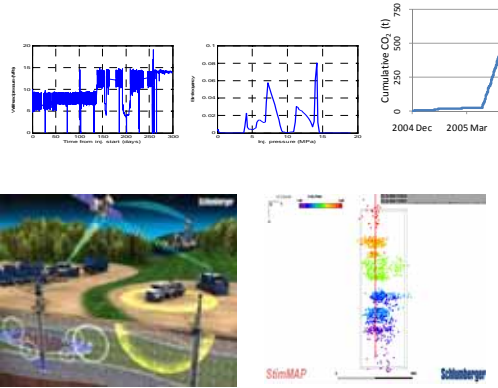 20
15
10
5
0
0 50 100 150 200 250 300
Time from inj. start (days)
0.1
0.08
0.06
0.04
0.02
0
0 5 10 15 20
Inj. pressure (MPa)
Cumulative CO₂ (t)
750
500
250
0
2004 Dec 2005 Mar
Schlumberger
StimMAP
Schlumberger